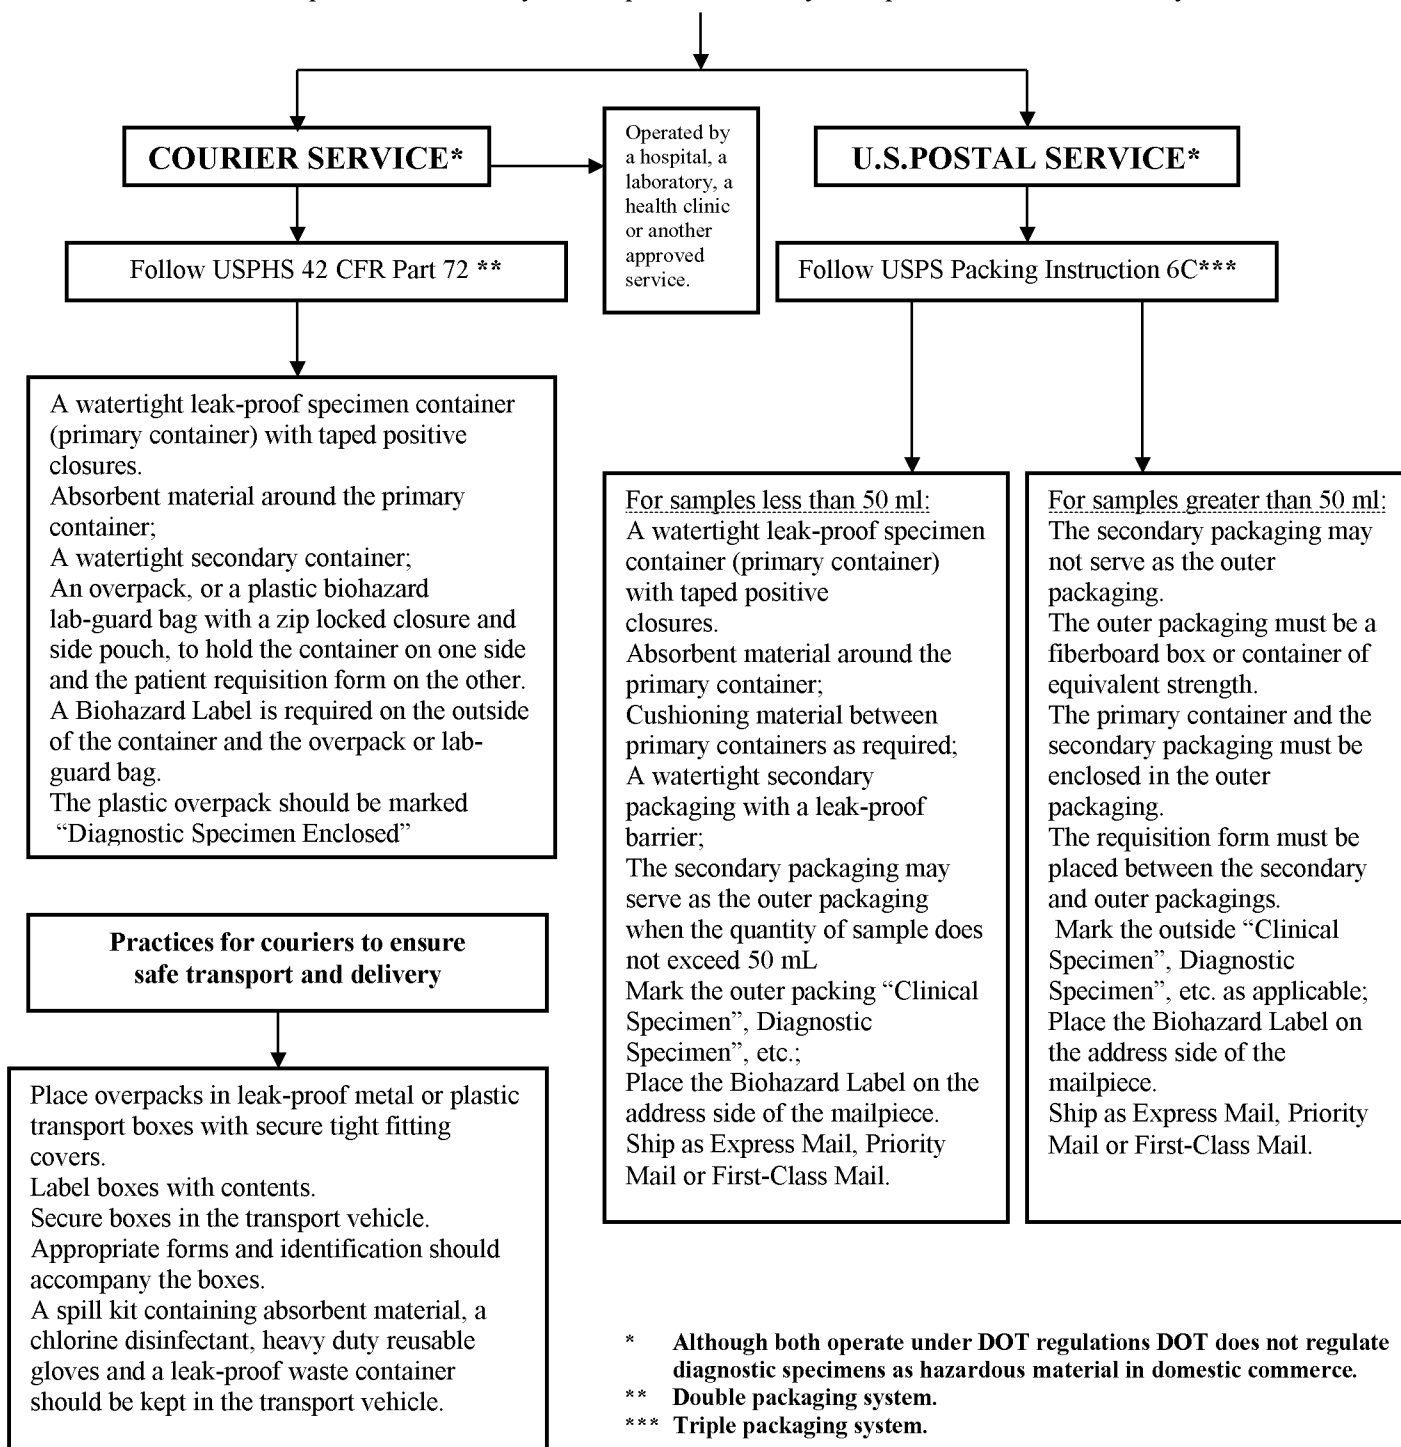 COURIER SERVICE*
Operated by
a hospital, a
laboratory, a
health clinic
or another
approved
service.
U.S.POSTAL SERVICE*
Follow USPHS 42 CFR Part 72 **
Follow USPS Packing Instruction 6C***
A watertight leak-proof specimen container
(primary container) with taped positive
closures.
Absorbent material around the primary
container;
A watertight secondary container;
An overpack, or a plastic biohazard
lab-guard bag with a zip locked closure and
side pouch, to hold the container on one side
and the patient requisition form on the other.
A Biohazard Label is required on the outside
of the container and the overpack or lab-
guard bag.
The plastic overpack should be marked
“Diagnostic Specimen Enclosed”
Practices for couriers to ensure
safe transport and delivery
Place overpacks in leak-proof metal or plastic
transport boxes with secure tight fitting
covers.
Label boxes with contents.
Secure boxes in the transport vehicle.
Appropriate forms and identification should
accompany the boxes.
A spill kit containing absorbent material, a
chlorine disinfectant, heavy duty reusable
gloves and a leak-proof waste container
should be kept in the transport vehicle.
For samples less than 50 ml:
A watertight leak-proof specimen
container (primary container)
with taped positive
closures.
Absorbent material around the
primary container;
Cushioning material between
primary containers as required;
A watertight secondary
packaging with a leak-proof
barrier;
The secondary packaging may
serve as the outer packaging
when the quantity of sample does
not exceed 50 mL
Mark the outer packing “Clinical
Specimen”, Diagnostic
Specimen”, etc.;
Place the Biohazard Label on the
address side of the mailpiece.
Ship as Express Mail, Priority
Mail or First-Class Mail.
For samples greater than 50 ml:
The secondary packaging may
not serve as the outer
packaging.
The outer packaging must be a
fiberboard box or container of
equivalent strength.
The primary container and the
secondary packaging must be
enclosed in the outer
packaging.
The requisition form must be
placed between the secondary
and outer packagings.
Mark the outside “Clinical
Specimen”, Diagnostic
Specimen”, etc. as applicable;
Place the Biohazard Label on
the address side of the
mailpiece.
Ship as Express Mail, Priority
Mail or First-Class Mail.
* Although both operate under DOT regulations DOT does not regulate
diagnostic specimens as hazardous material in domestic commerce.
** Double packaging system.
*** Triple packaging system.